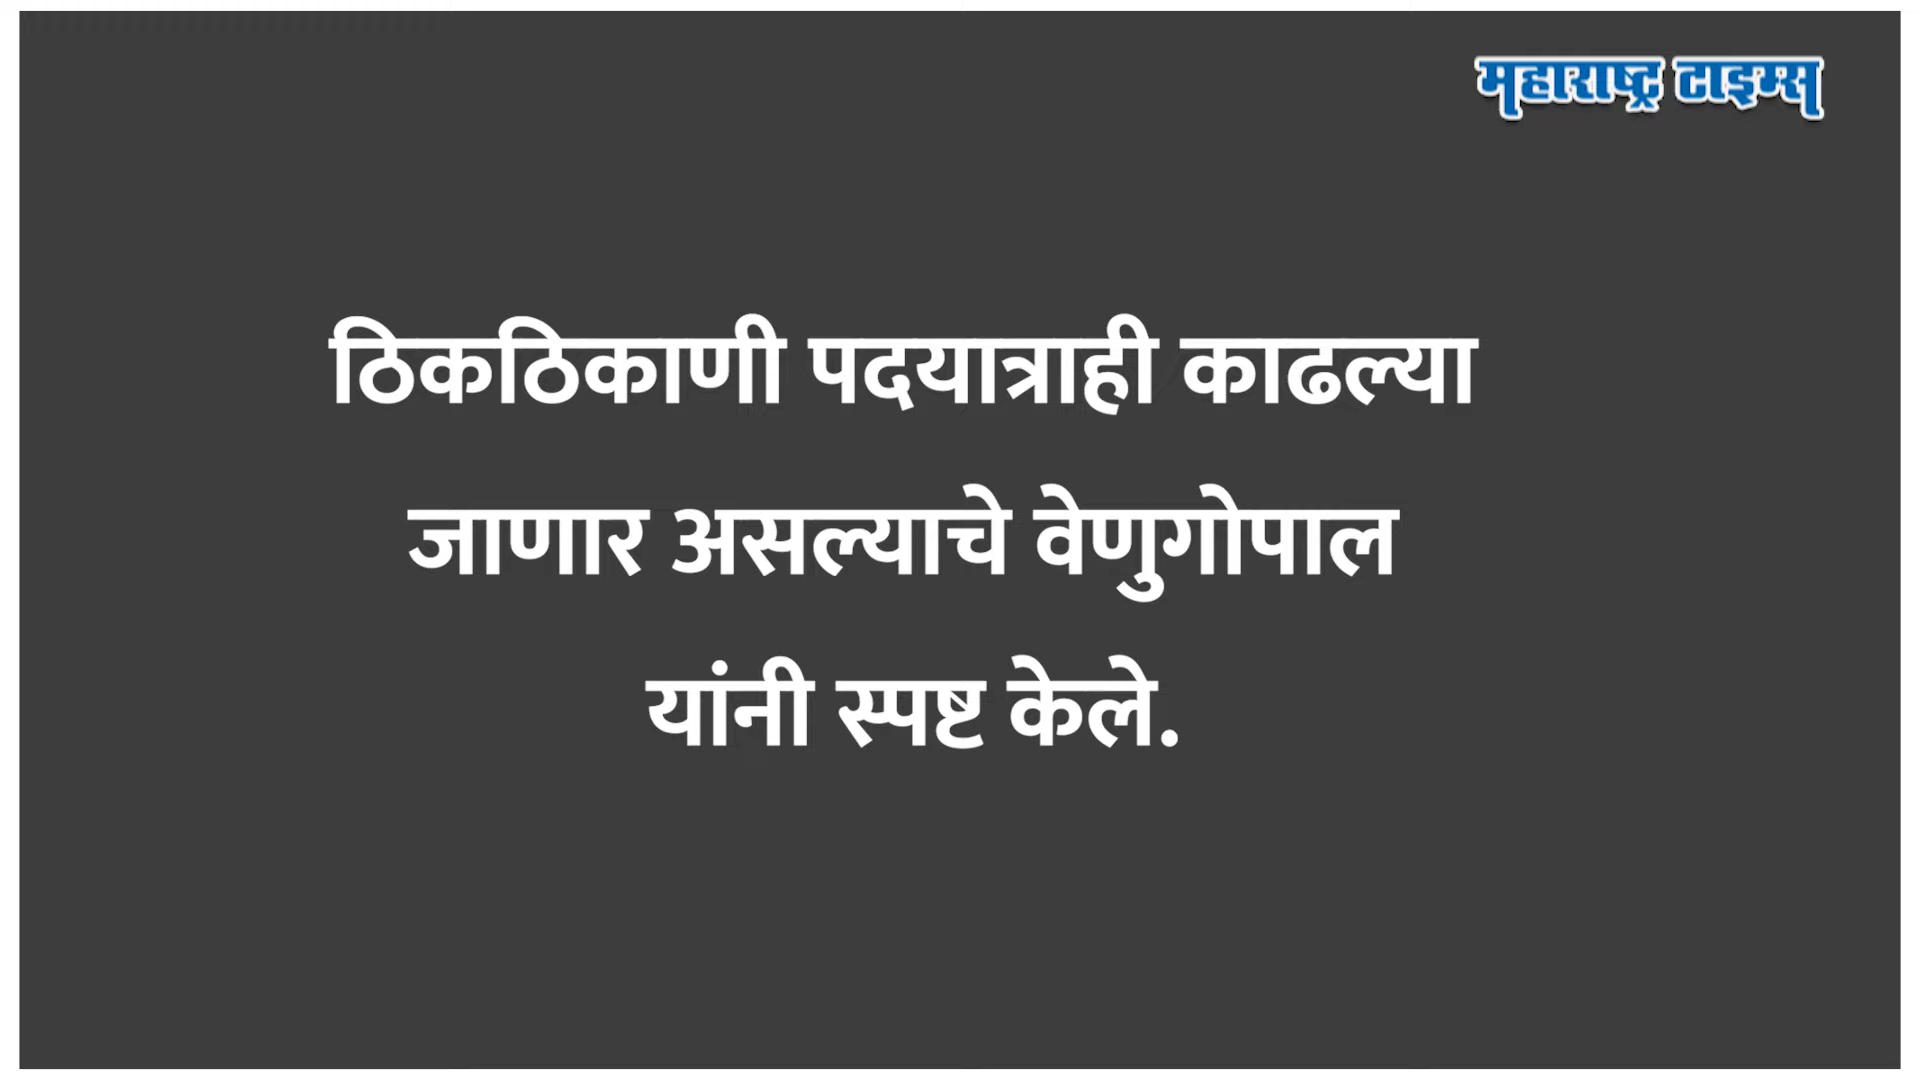 महाराष्ट्र टाइम्स
ठिकठिकाणी पदयात्राही काढल्या
जाणार असल्याचे वेणुगोपाल
यांनी स्पष्ट केले.